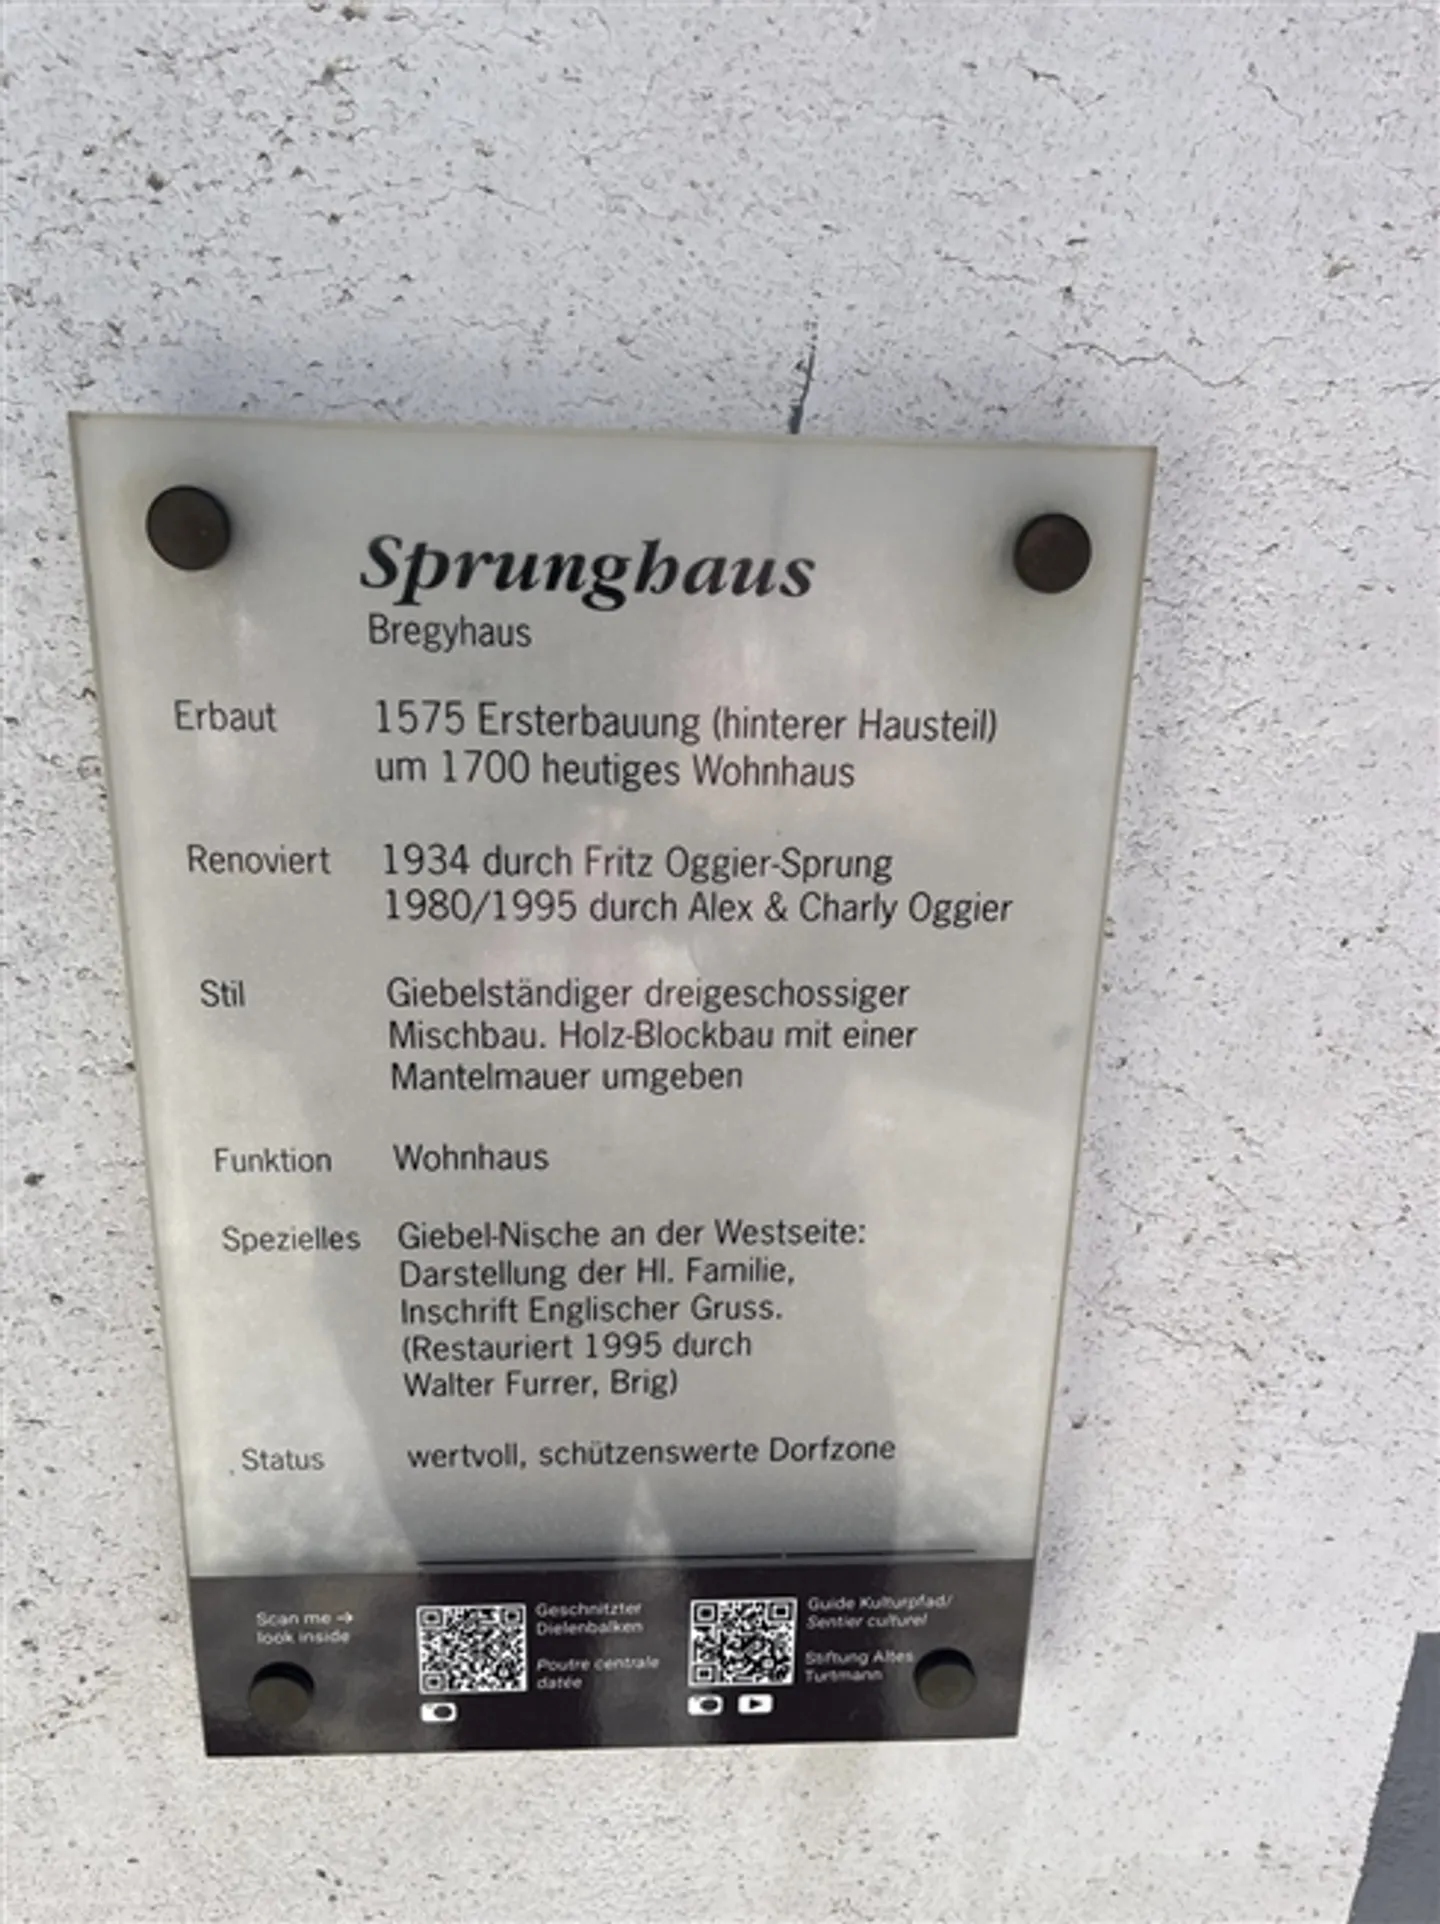 Sprunghaus
Bregyhaus
Erbaut 1575 Ersterbauung (hinterer Hausteil)
um 1700 heutiges Wohnhaus
Renoviert 1934 durch Fritz Oggier-Sprung
1980/1995 durch Alex & Charly Oggier
Stil Giebelständiger dreigeschossiger
Mischbau. Holz-Blockbau mit einer
Mantelmauer umgeben
Funktion Wohnhaus
Spezielles Giebel-Nische an der Westseite:
Darstellung der Hl. Familie,
Inschrift Englischer Gruss.
(Restauriert 1995 durch
Walter Furrer, Brig)
Status wertvoll, schützenswerte Dorfzone
Scan me →
look inside
Geschnitzter
Dielenbalken
Poutre centrale
datée
Guide Kulturpfad/
Sentier culturel
Stiftung Altes
Turtmann